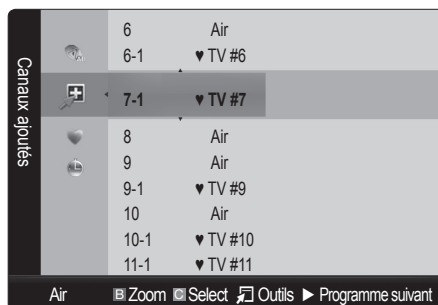 Canaux ajoutés
6 Air
6-1 ♥ TV #6
7-1 ♥ TV #7
8 Air
9 Air
9-1 ♥ TV #9
10 Air
10-1 ♥ TV #10
11-1 ♥ TV #11
Air B Zoom C Select Outils ► Programme suivant